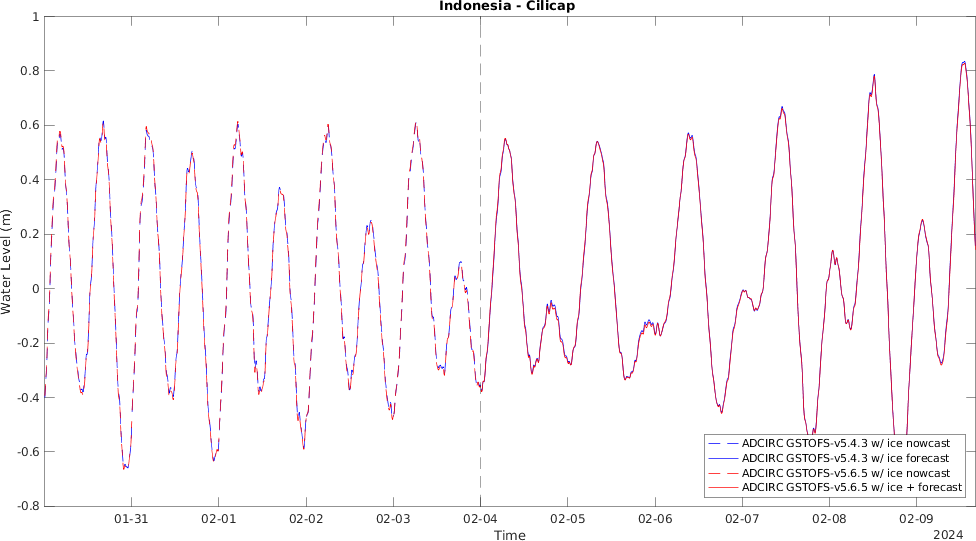 Indonesia - Cilicap
1
0.8
0.6
0.4
0.2
0
-0.2
-0.4
-0.6
-0.8
Water Level (m)
ADCIRC GSTOFS-v5.4.3 w/ ice nowcast
ADCIRC GSTOFS-v5.4.3 w/ ice forecast
ADCIRC GSTOFS-v5.6.5 w/ ice nowcast
ADCIRC GSTOFS-v5.6.5 w/ ice + forecast
01-31 02-01 02-02 02-03 02-04 02-05 02-06 02-07 02-08 02-09
Time
2024